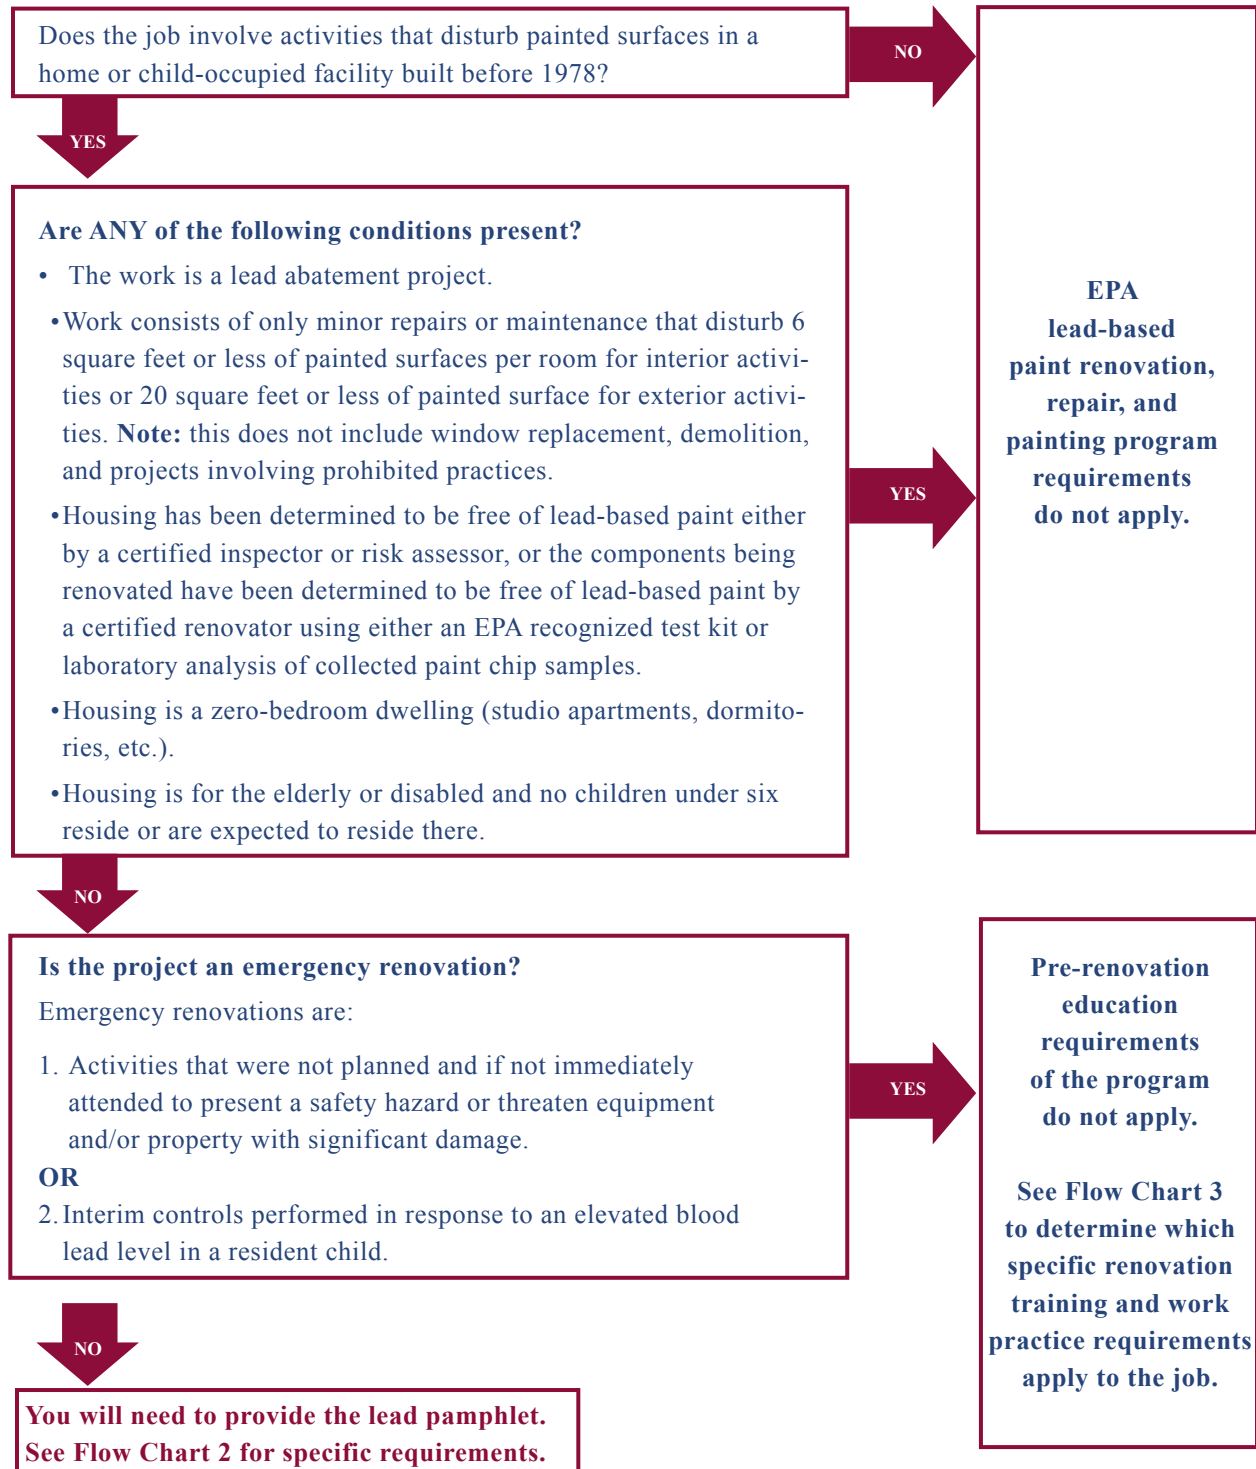 Does the job involve activities that disturb painted surfaces in a
home or child-occupied facility built before 1978?
NO
YES
Are ANY of the following conditions present?
• The work is a lead abatement project.
•Work consists of only minor repairs or maintenance that disturb 6
square feet or less of painted surfaces per room for interior activi-
ties or 20 square feet or less of painted surface for exterior activi-
ties. Note: this does not include window replacement, demolition,
and projects involving prohibited practices.
•Housing has been determined to be free of lead-based paint either
by a certified inspector or risk assessor, or the components being
renovated have been determined to be free of lead-based paint by
a certified renovator using either an EPA recognized test kit or
laboratory analysis of collected paint chip samples.
•Housing is a zero-bedroom dwelling (studio apartments, dormito-
ries, etc.).
•Housing is for the elderly or disabled and no children under six
reside or are expected to reside there.
YES
EPA
lead-based
paint renovation,
repair, and
painting program
requirements
do not apply.
NO
Is the project an emergency renovation?
Emergency renovations are:
1. Activities that were not planned and if not immediately
attended to present a safety hazard or threaten equipment
and/or property with significant damage.
OR
2. Interim controls performed in response to an elevated blood
lead level in a resident child.
YES
Pre-renovation
education
requirements
of the program
do not apply.
See Flow Chart 3
to determine which
specific renovation
training and work
practice requirements
apply to the job.
NO
You will need to provide the lead pamphlet.
See Flow Chart 2 for specific requirements.